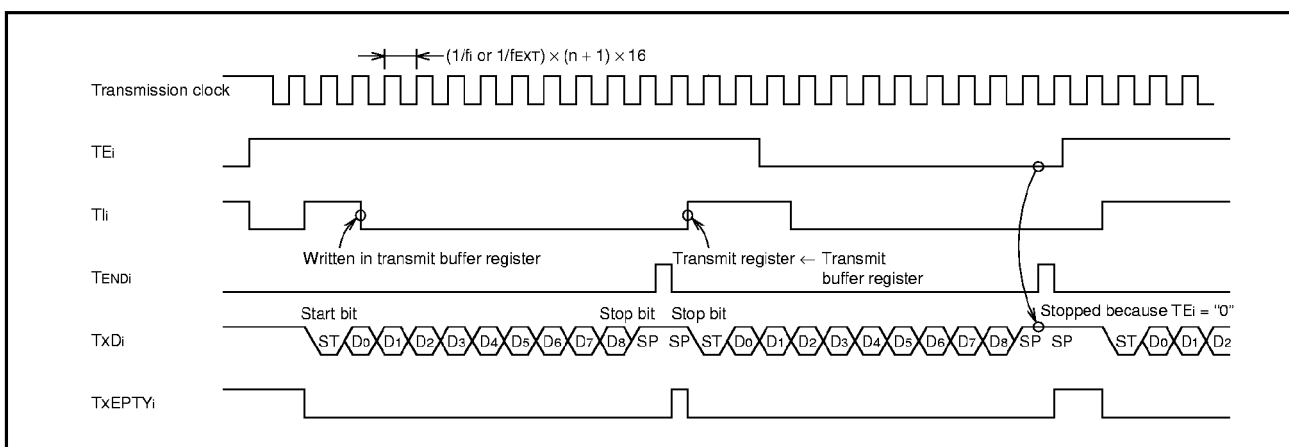 (1/fi or 1/fEXT) × (n + 1) × 16
Transmission clock
TEi
TIi
Written in transmit buffer register
Transmit register ← Transmit
buffer register
TENDi
Start bit
Stop bit
Stop bit
Stopped because TEi = "0"
TxDi
ST D0 D1 D2 D3 D4 D5 D6 D7 D8 SP SP ST D0 D1 D2 D3 D4 D5 D6 D7 D8 SP SP ST D0 D1 D2
TxEPTYi